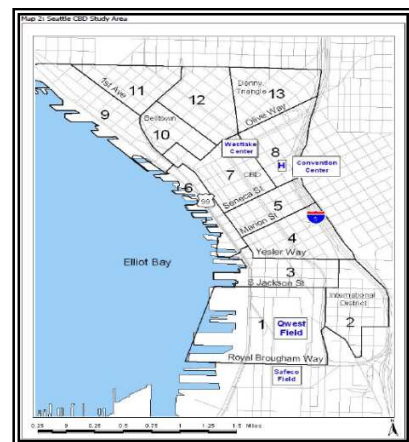 Map 2: Seattle CBD Study Area
Denny
Triangle
13
11
12
1st Ave
Olive Way
9
Belltown
10
Westlake
Center
8
H
Convention
Center
7
CBD
6
99
Seneca St
5
Marion St
5
4
Yesler Way
Elliot Bay
3
S Jackson St
International
District
1
Qwest
Field
2
Royal Brougham Way
Safeco
Field
0.25 0 0.25 0.5 0.75 1 1.25 1.5 Miles